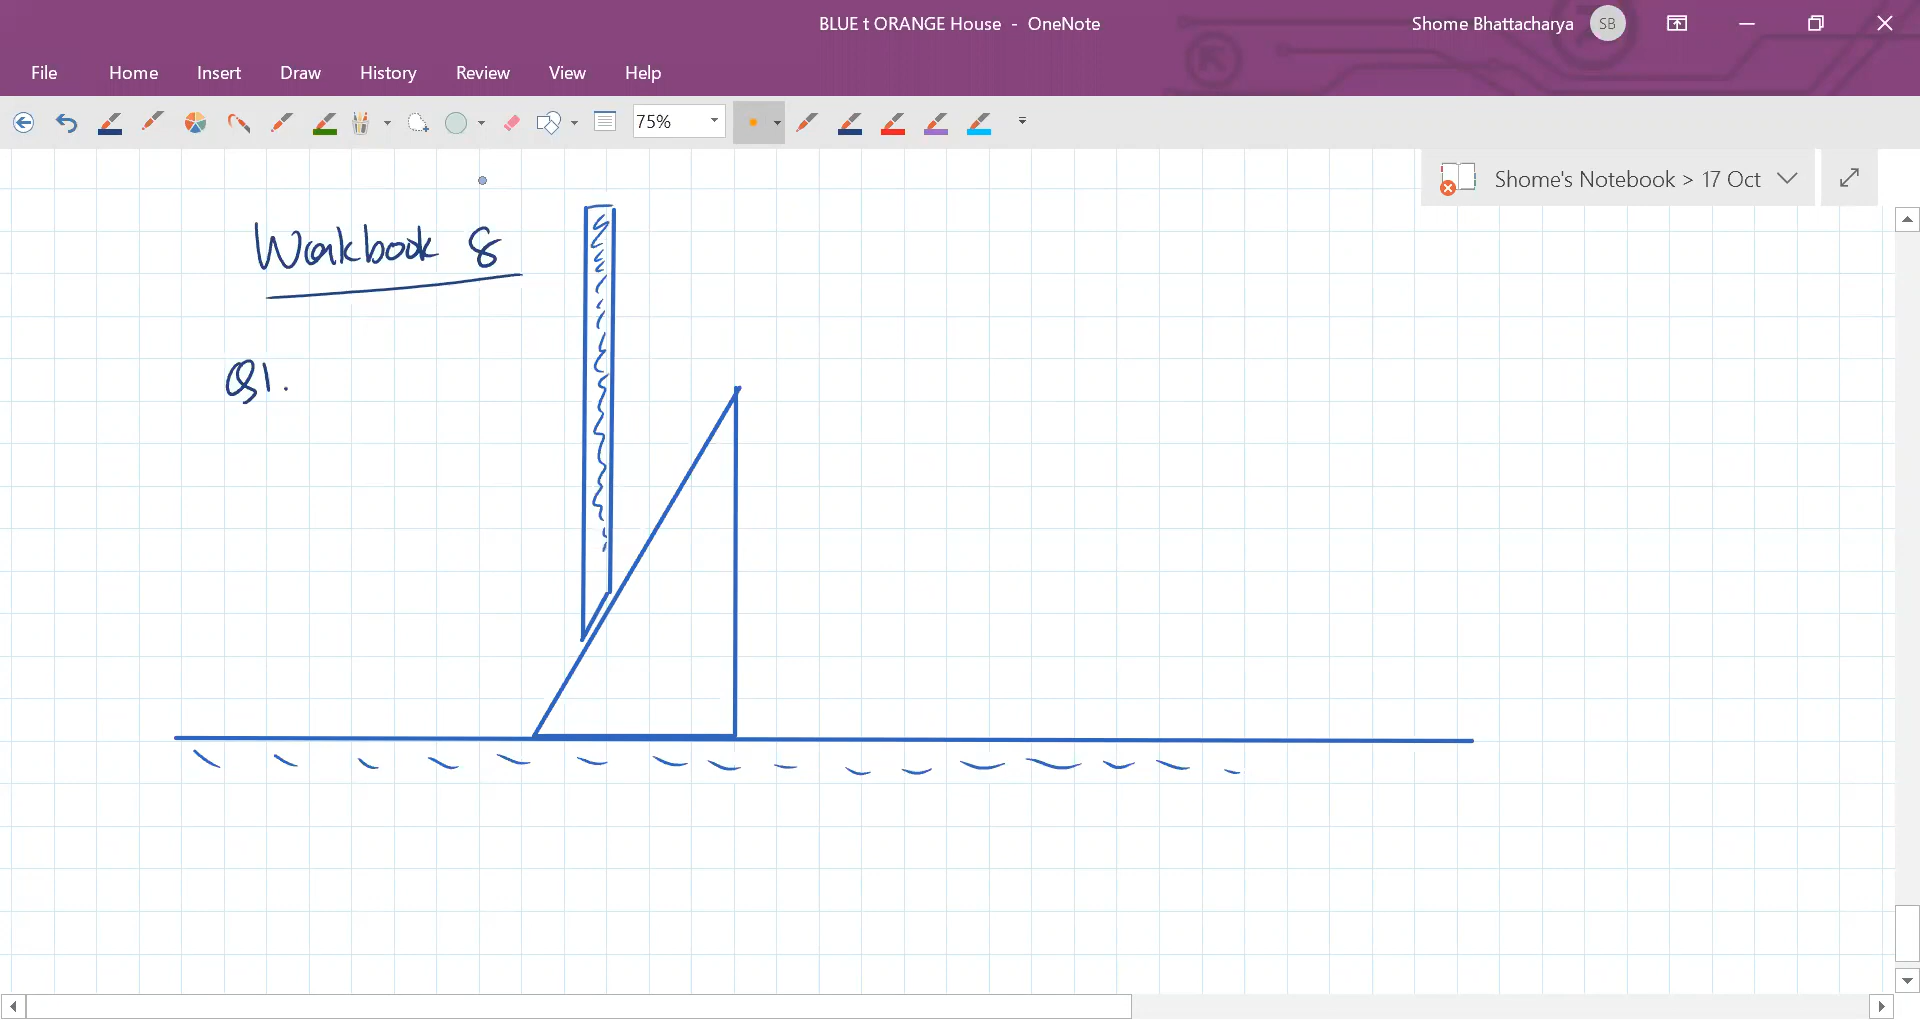 BLUE t ORANGE House - OneNote
Shome Bhattacharya SB
File Home Insert Draw History Review View Help
75%
Shome's Notebook > 17 Oct
Workbook 8
Q1.